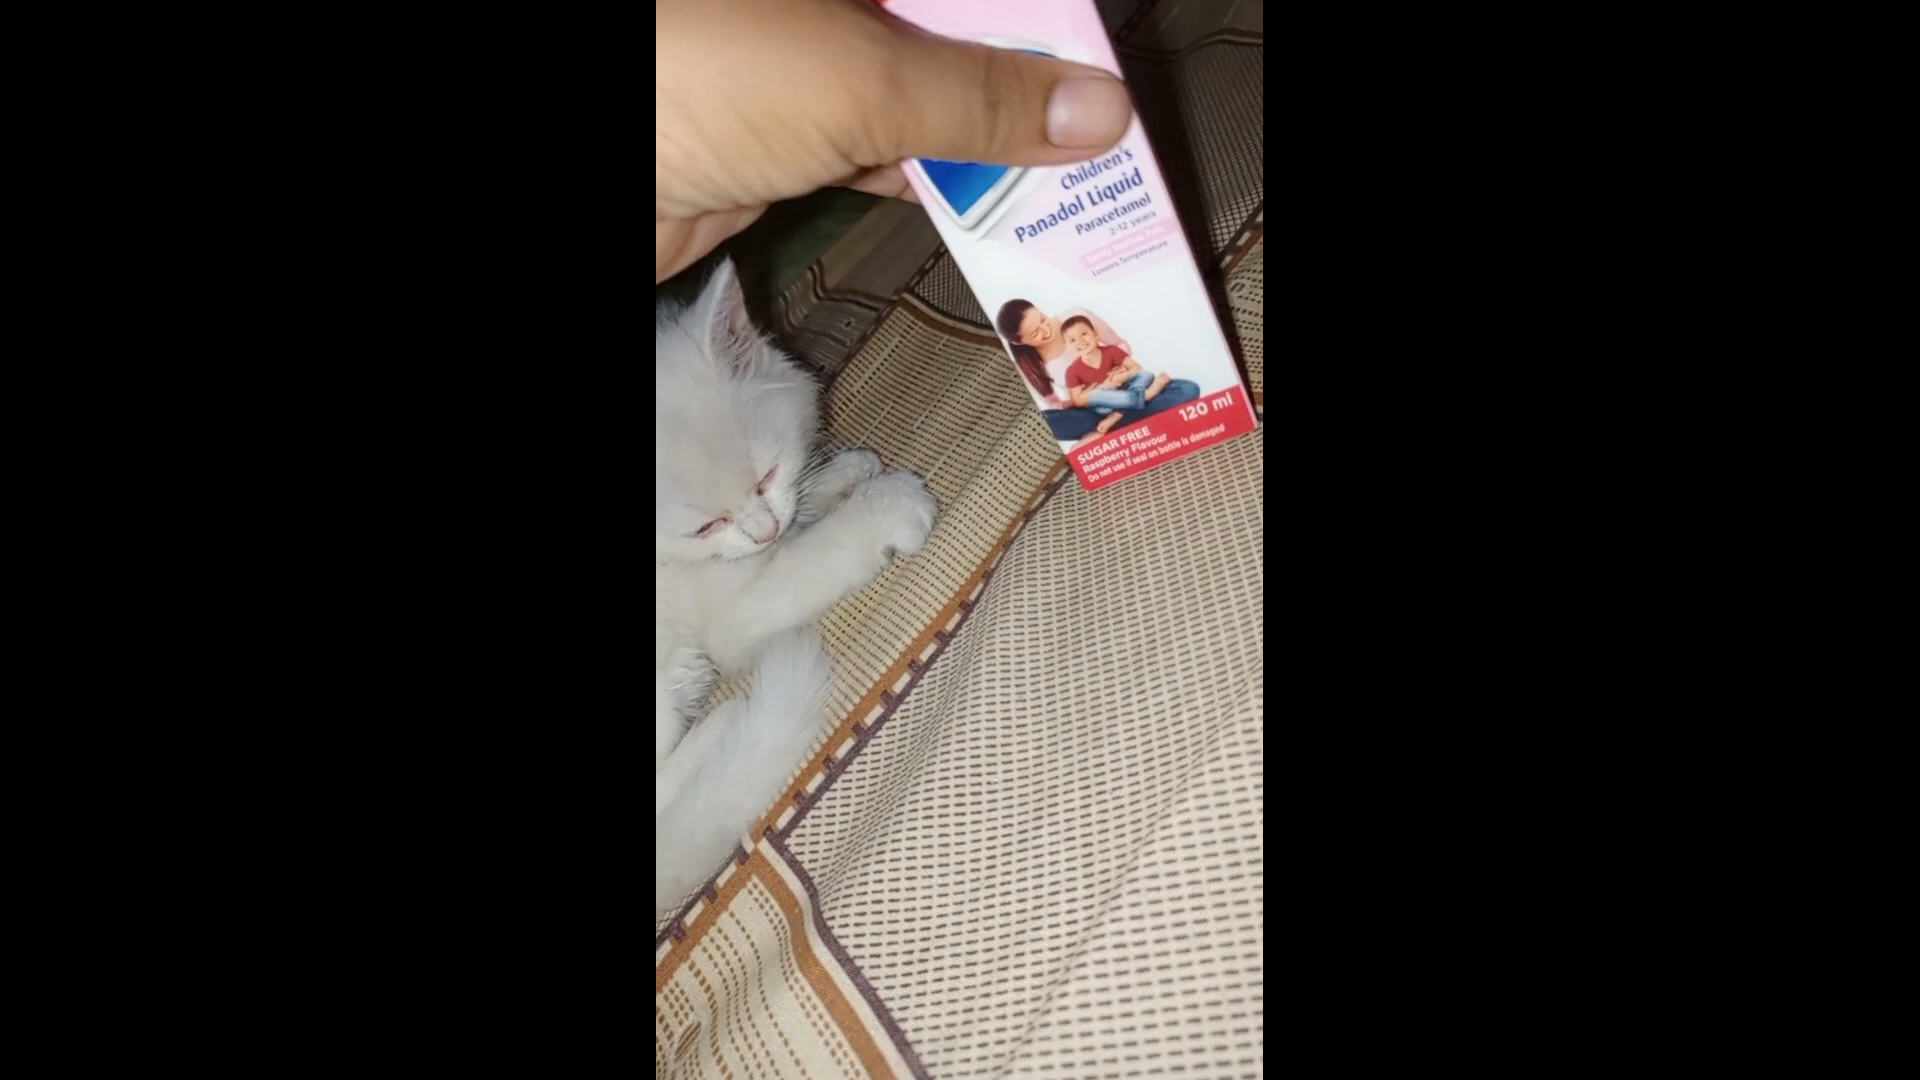 Children's
Panadol Liquid
Paracetamol
2-12 years
Lowers Temperature
120 ml
SUGAR FREE
Raspberry Flavour
Do not use if seal on bottle is damaged